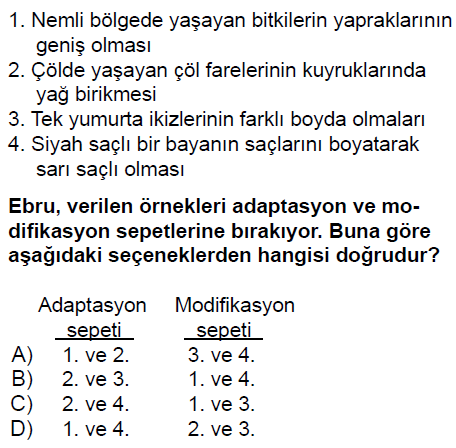 1. Nemli bölgede yaşayan bitkilerin yapraklarının
geniş olması
2. Çölde yaşayan çöl farelerinin kuyruklarında
yağ birikmesi
3. Tek yumurta ikizlerinin farklı boyda olmaları
4. Siyah saçlı bir bayanın saçlarını boyatarak
sarı saçlı olması
Ebru, verilen örnekleri adaptasyon ve mo-
difikasyon sepetlerine bırakıyor. Buna göre
aşağıdaki seçeneklerden hangisi doğrudur?
Adaptasyon Modifikasyon
sepeti sepeti
A) 1. ve 2. 3. ve 4.
B) 2. ve 3. 1. ve 4.
C) 2. ve 4. 1. ve 3.
D) 1. ve 4. 2. ve 3.